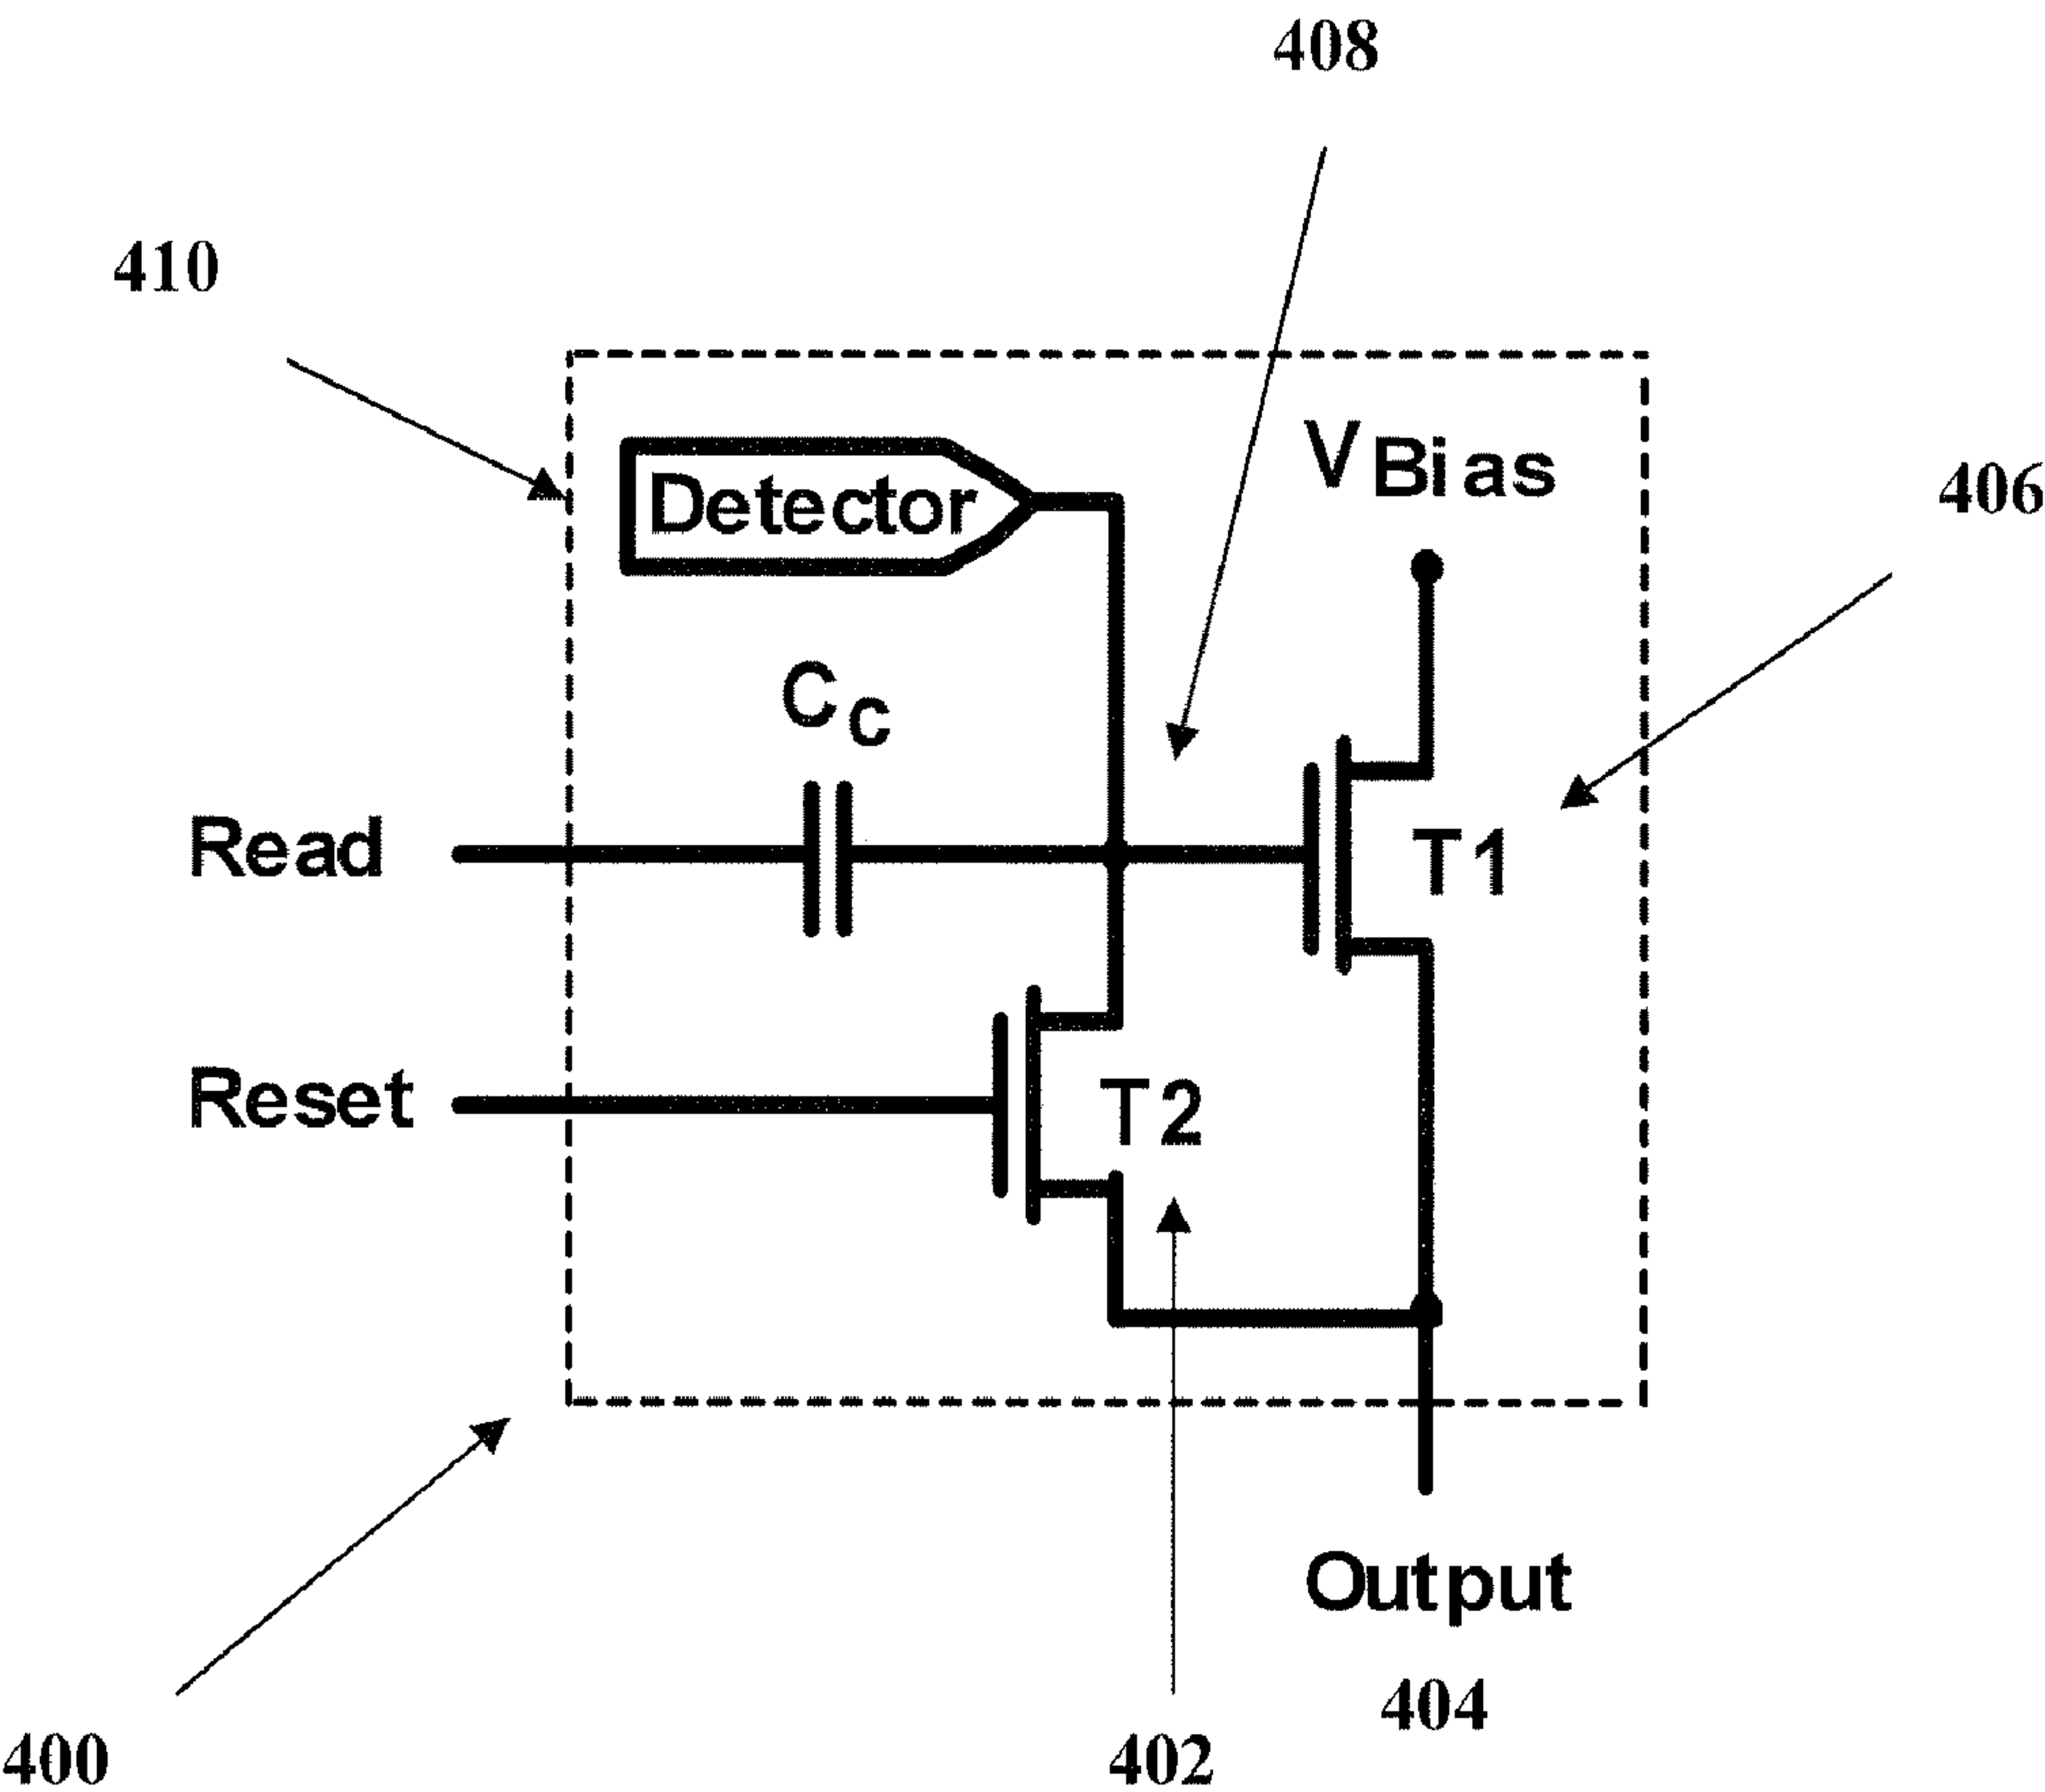 408
410
VBias
Detector
406
Cc
Read
T1
Reset
T2
Output
404
400
402